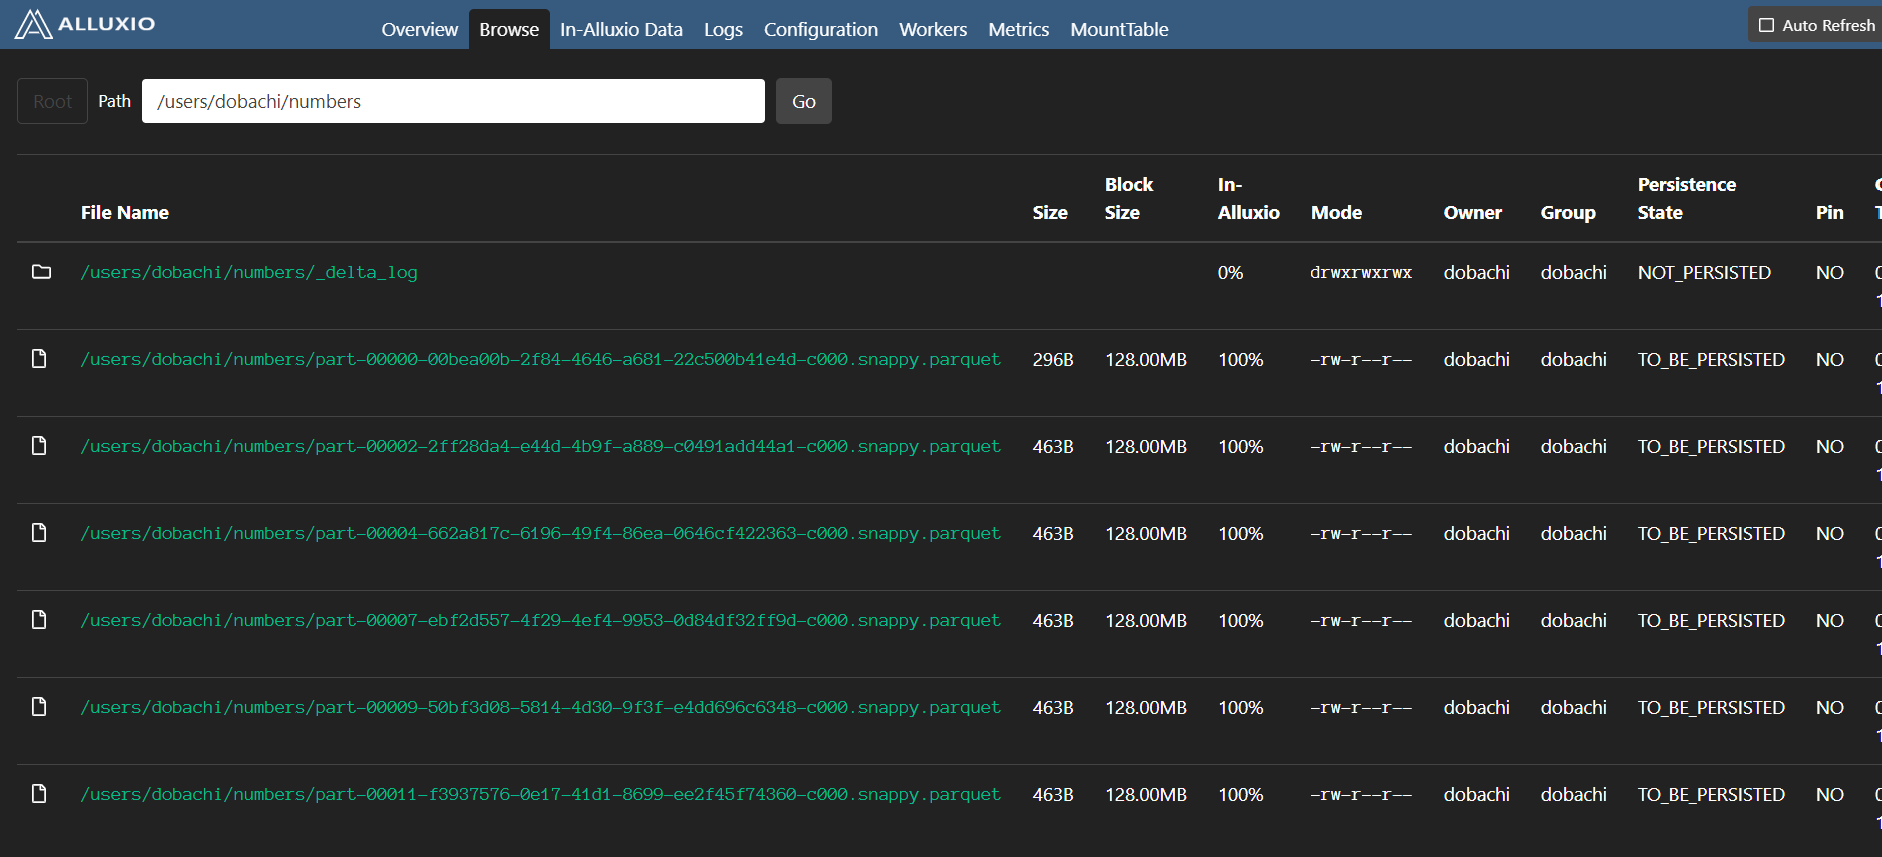 ALLUXIO
Overview Browse In-Alluxio Data Logs Configuration Workers Metrics MountTable Auto Refresh
Root Path /users/dobachi/numbers Go
File Name Size Block Size In-Alluxio Mode Owner Group Persistence State Pin
/users/dobachi/numbers/_delta_log 0% drwxrwxrwx dobachi dobachi NOT_PERSISTED NO
/users/dobachi/numbers/part-00000-00bea00b-2f84-4646-a681-22c500b41e4d-c000.snappy.parquet 296B 128.00MB 100% -rw-r--r-- dobachi dobachi TO_BE_PERSISTED NO
/users/dobachi/numbers/part-00002-2ff28da4-e44d-4b9f-a889-c0491add44a1-c000.snappy.parquet 463B 128.00MB 100% -rw-r--r-- dobachi dobachi TO_BE_PERSISTED NO
/users/dobachi/numbers/part-00004-662a817c-6196-49f4-86ea-0646cf422363-c000.snappy.parquet 463B 128.00MB 100% -rw-r--r-- dobachi dobachi TO_BE_PERSISTED NO
/users/dobachi/numbers/part-00007-ebf2d557-4f29-4ef4-9953-0d84df32ff9d-c000.snappy.parquet 463B 128.00MB 100% -rw-r--r-- dobachi dobachi TO_BE_PERSISTED NO
/users/dobachi/numbers/part-00009-50bf3d08-5814-4d30-9f3f-e4dd696c6348-c000.snappy.parquet 463B 128.00MB 100% -rw-r--r-- dobachi dobachi TO_BE_PERSISTED NO
/users/dobachi/numbers/part-00011-f3937576-0e17-41d1-8699-ee2f45f74360-c000.snappy.parquet 463B 128.00MB 100% -rw-r--r-- dobachi dobachi TO_BE_PERSISTED NO